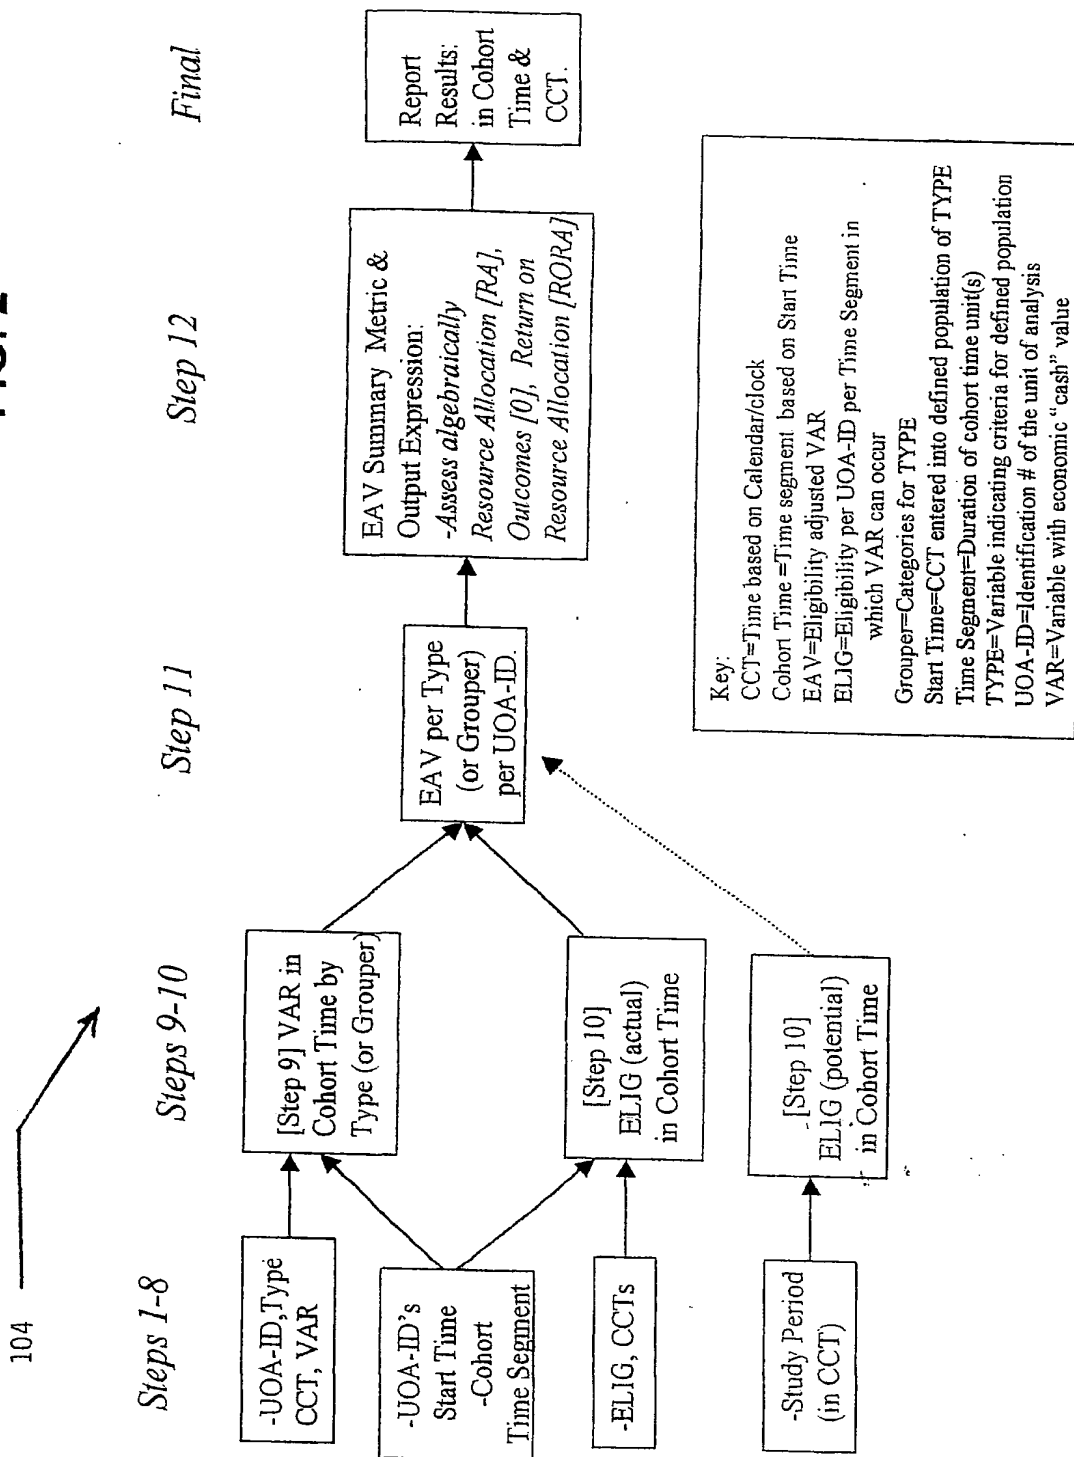 104
Steps 1-8
Steps 9-10
Step 11
Step 12
Final
-UOA-ID,Type
CCT, VAR
-UOA-ID's
Start Time
-Cohort
Time Segment
-ELIG, CCTs
-Study Period
(in CCT)
[Step 9] VAR in
Cohort Time by
Type (or Grouper)
[Step 10]
ELIG (actual)
in Cohort Time
[Step 10]
ELIG (potential)
in Cohort Time
EAV per Type
(or Grouper)
per UOA-ID.
EAV Summary Metric &
Output Expression:
-Assess algebraically
Resource Allocation [RA],
Outcomes [0], Return on
Resource Allocation [RORA]
Report
Results:
in Cohort
Time &
CCT.
Key:
CCT=Time based on Calendar/clock
Cohort Time =Time segment based on Start Time
EAV=Eligibility adjusted VAR
ELIG=Eligibility per UOA-ID per Time Segment in
which VAR can occur
Grouper=Categories for TYPE
Start Time=CCT entered into defined population of TYPE
Time Segment=Duration of cohort time unit(s)
TYPE=Variable indicating criteria for defined population
UOA-ID=Identification # of the unit of analysis
VAR=Variable with economic "cash" value